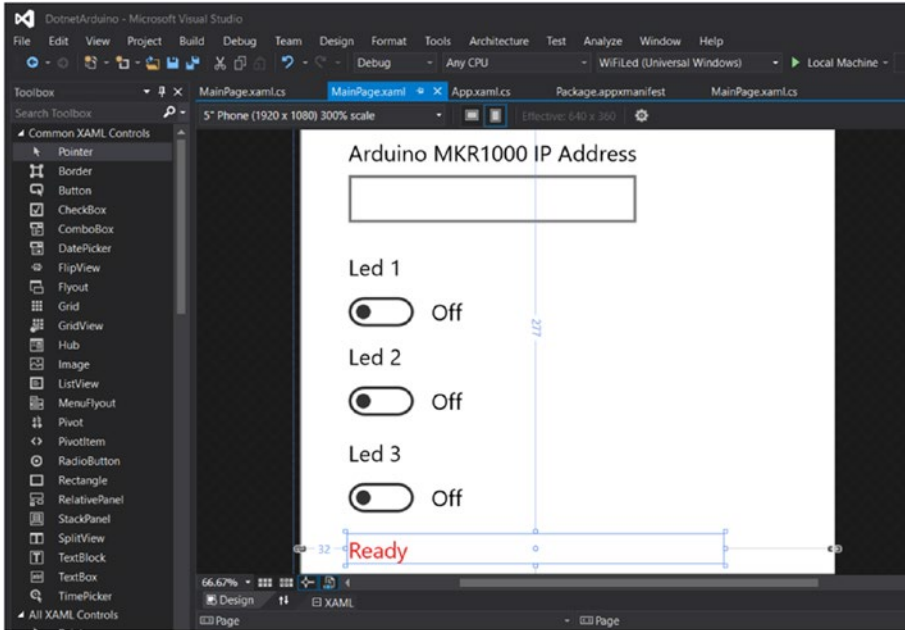 DotnetArduino - Microsoft Visual Studio
File Edit View Project Build Debug Team Design Format Tools Architecture Test Analyze Window Help
Debug Any CPU WiFiLed (Universal Windows) Local Machine
Toolbox
MainPage.xaml.cs MainPage.xaml App.xaml.cs Package.appxmanifest MainPage.xaml.cs
Search Toolbox
5" Phone (1920 x 1080) 300% scale Effective: 640 x 360
Common XAML Controls
Pointer
Border
Button
CheckBox
ComboBox
DatePicker
FlipView
Flyout
Grid
GridView
Hub
Image
ListView
MenuFlyout
Pivot
PivotItem
RadioButton
Rectangle
RelativePanel
StackPanel
SplitView
TextBlock
TextBox
TimePicker
All XAML Controls
Arduino MKR1000 IP Address
Led 1
Off
277
Led 2
Off
Led 3
Off
32
Ready
66.67%
Design XAML
Page Page